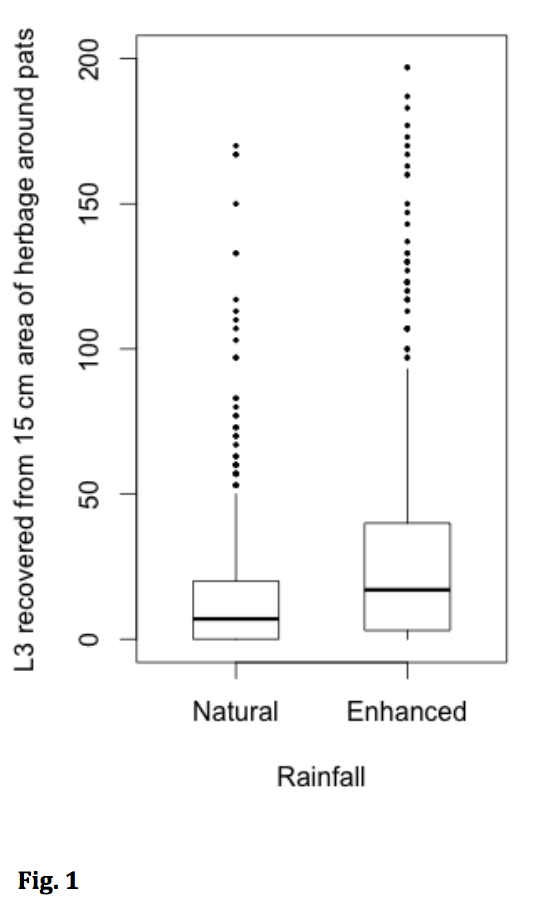 L3 recovered from 15 cm area of herbage around pats
200
150
100
50
0
Natural Enhanced
Rainfall
Fig. 1